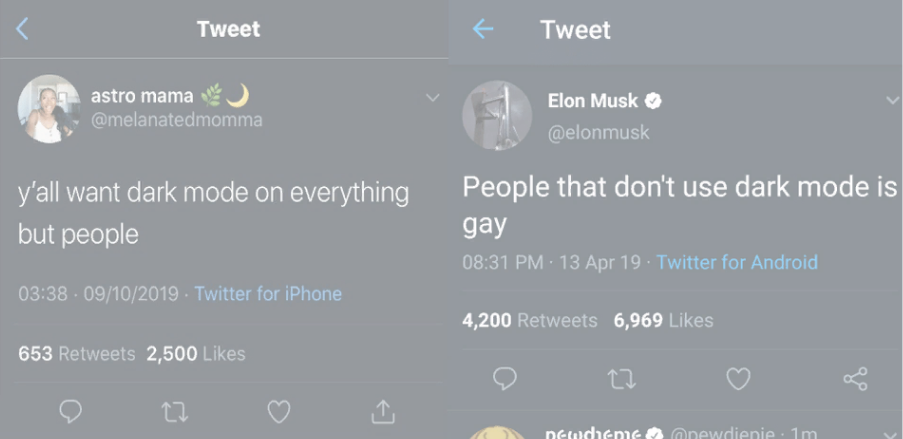 Tweet
astro mama 🌿🌙
@melanatedmomma
y'all want dark mode on everything
but people
03:38 · 09/10/2019 · Twitter for iPhone
653 Retweets 2,500 Likes
Tweet
Elon Musk
@elonmusk
People that don't use dark mode is
gay
08:31 PM · 13 Apr 19 · Twitter for Android
4,200 Retweets 6,969 Likes
pewdiepie @pewdiepie · 1m